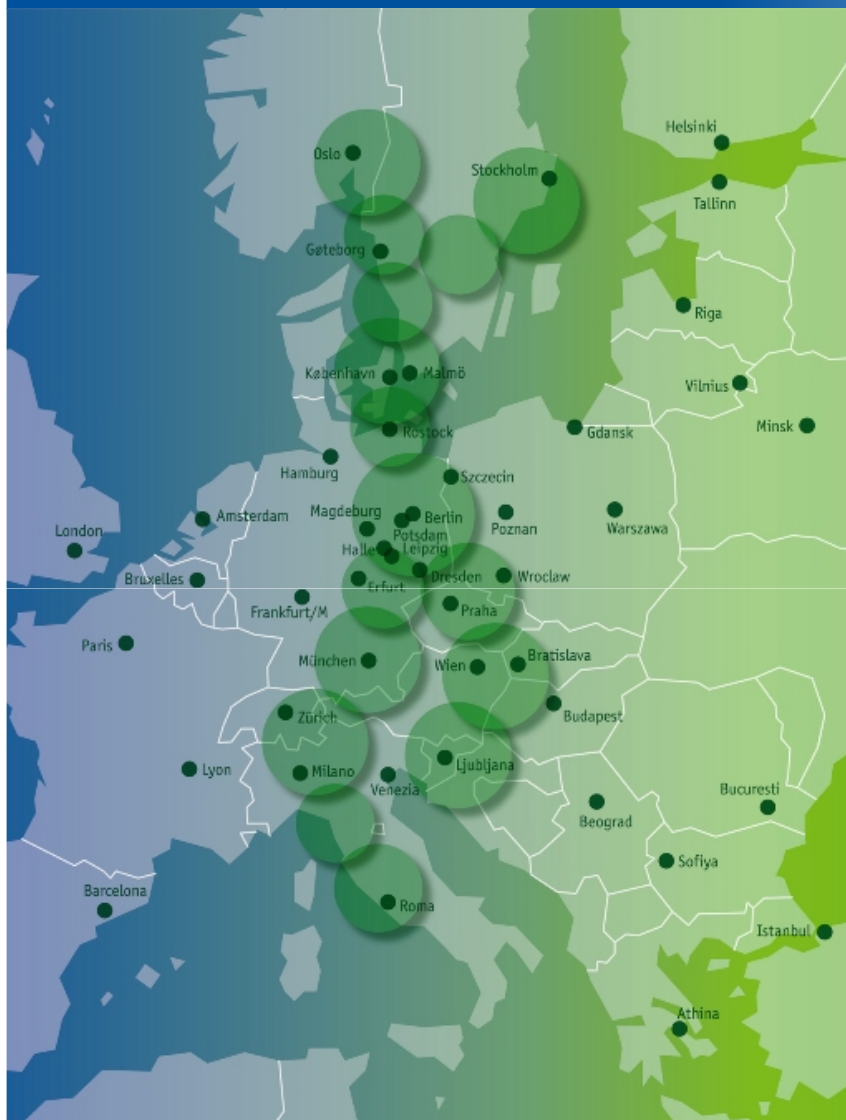 Helsinki
Oslo
Stockholm
Tallinn
Gøteborg
Riga
København
Malmö
Vilnius
Minsk
Rostock
Gdansk
Hamburg
Szczecin
Magdeburg
Amsterdam
Berlin
Poznan
Warszawa
London
Potsdam
Halle
Leipzig
Bruxelles
Erfurt
Dresden
Wroclaw
Frankfurt/M
Praha
Paris
München
Wien
Bratislava
Zürich
Budapest
Lyon
Milano
Ljubljana
Venezia
Bucuresti
Beograd
Sofiya
Barcelona
Roma
Istanbul
Athina